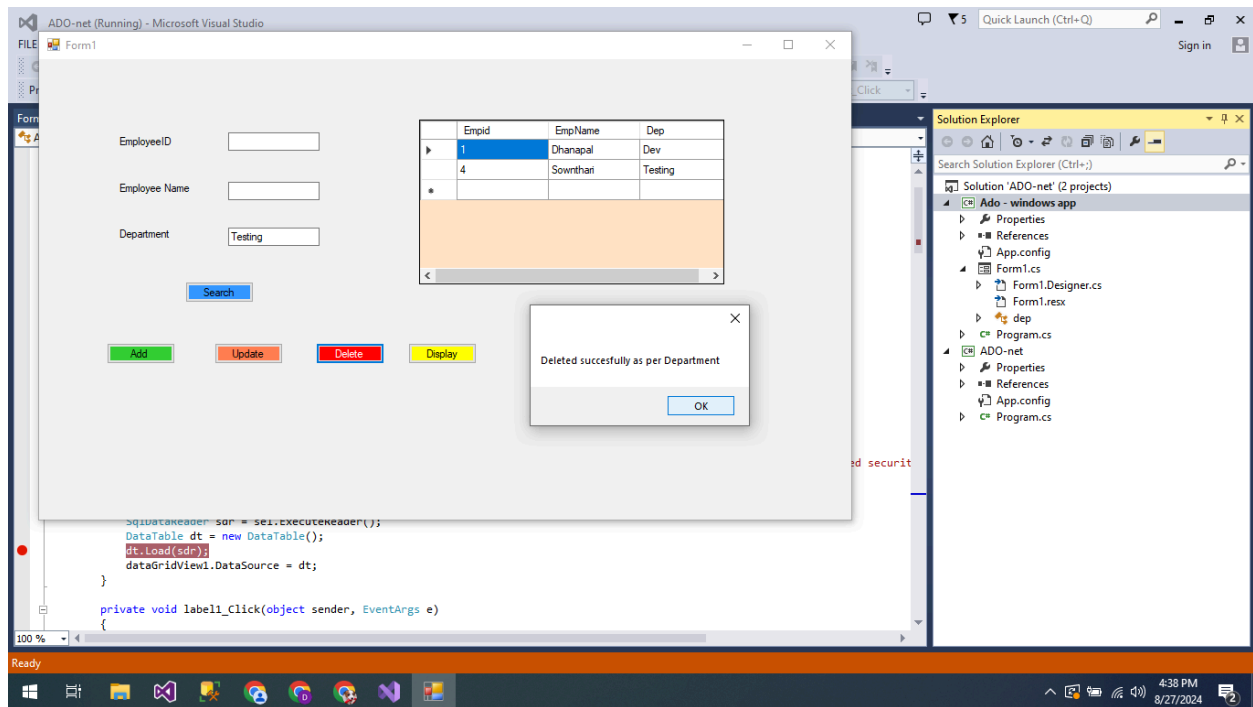 ADO-net (Running) - Microsoft Visual Studio
5
Quick Launch (Ctrl+Q)
FILE
Form1
Sign in
Pr
_Click
Form
A
EmployeeID
Employee Name
Department
Testing
Search
Add
Update
Delete
Display
Empid EmpName Dep
1 Dhanapal Dev
4 Sownthari Testing
Deleted succesfully as per Department
OK
ed securit
SqlDataReader sdr = sel.ExecuteReader();
DataTable dt = new DataTable();
dt.Load(sdr);
dataGridView1.DataSource = dt;
}
private void label1_Click(object sender, EventArgs e)
{
100 %
Solution Explorer
Search Solution Explorer (Ctrl+;)
Solution 'ADO-net' (2 projects)
C# Ado - windows app
Properties
References
App.config
Form1.cs
Form1.Designer.cs
Form1.resx
dep
C# Program.cs
C# ADO-net
Properties
References
App.config
C# Program.cs
Ready
4:38 PM
8/27/2024
2